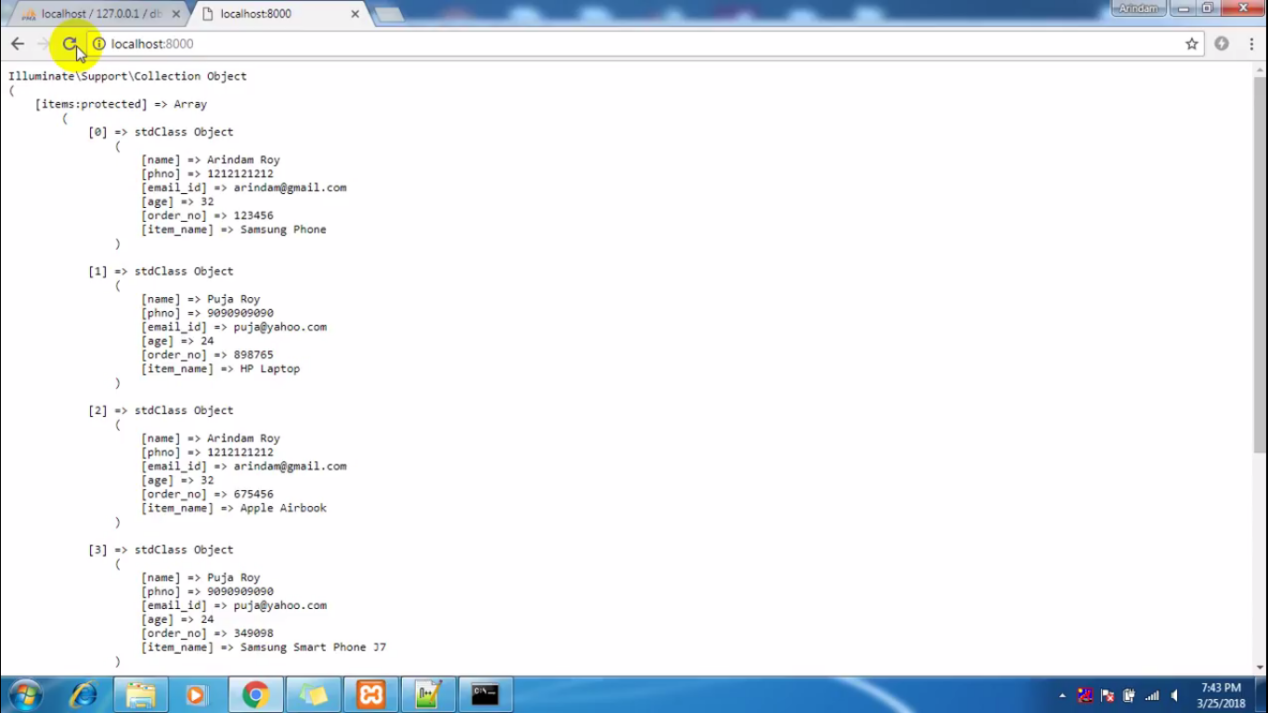 localhost / 127.0.0.1 / db
localhost:8000
Arindam
localhost:8000
Illuminate\Support\Collection Object
(
[items:protected] => Array
(
[0] => stdClass Object
(
[name] => Arindam Roy
[phno] => 1212121212
[email_id] => arindam@gmail.com
[age] => 32
[order_no] => 123456
[item_name] => Samsung Phone
)
[1] => stdClass Object
(
[name] => Puja Roy
[phno] => 9090909090
[email_id] => puja@yahoo.com
[age] => 24
[order_no] => 898765
[item_name] => HP Laptop
)
[2] => stdClass Object
(
[name] => Arindam Roy
[phno] => 1212121212
[email_id] => arindam@gmail.com
[age] => 32
[order_no] => 675456
[item_name] => Apple Airbook
)
[3] => stdClass Object
(
[name] => Puja Roy
[phno] => 9090909090
[email_id] => puja@yahoo.com
[age] => 24
[order_no] => 349098
[item_name] => Samsung Smart Phone J7
)
7:43 PM
3/25/2018